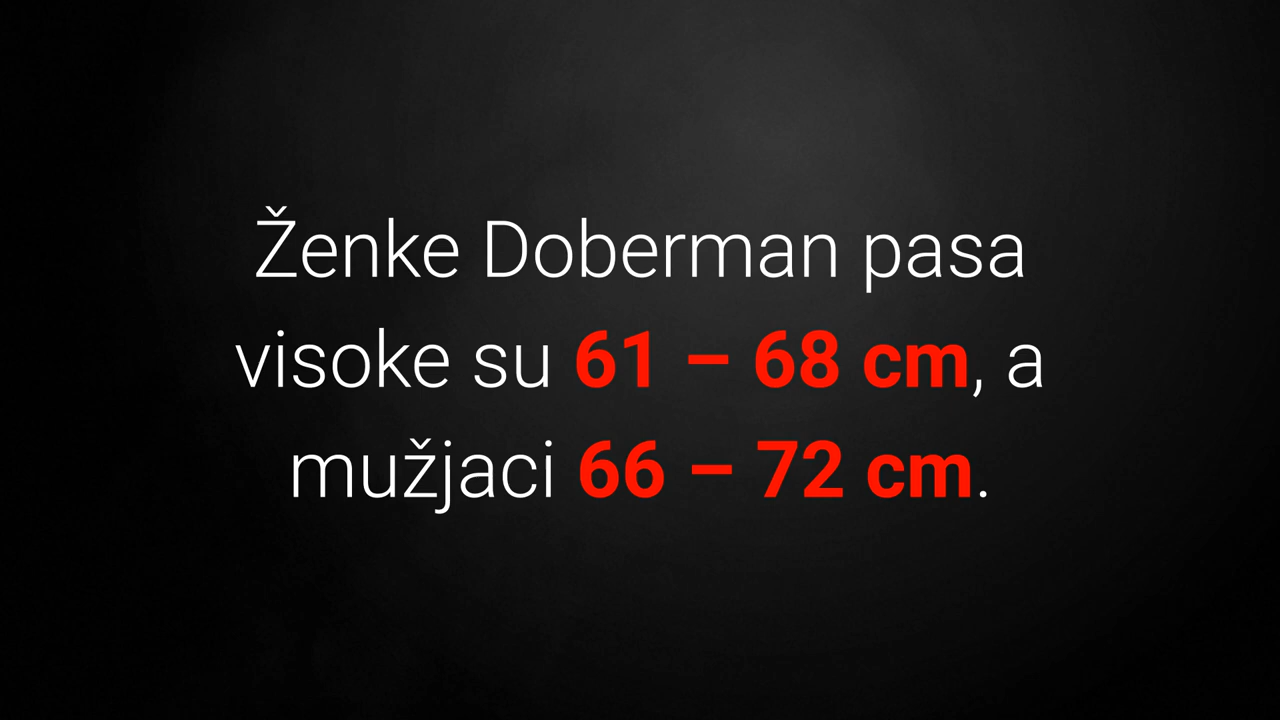 Ženke Doberman pasa
visoke su 61 – 68 cm, a
mužjaci 66 – 72 cm.